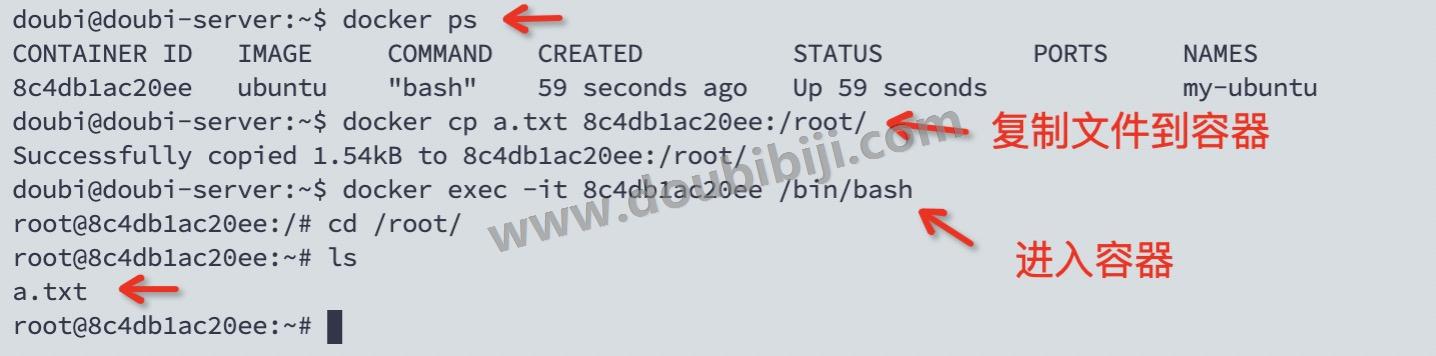 doubi@doubi-server:~$ docker ps
CONTAINER ID   IMAGE     COMMAND   CREATED          STATUS          PORTS     NAMES
8c4db1ac20ee   ubuntu    "bash"    59 seconds ago   Up 59 seconds             my-ubuntu
doubi@doubi-server:~$ docker cp a.txt 8c4db1ac20ee:/root/
复制文件到容器
Successfully copied 1.54kB to 8c4db1ac20ee:/root/
doubi@doubi-server:~$ docker exec -it 8c4db1ac20ee /bin/bash
www.doubibiji.com
root@8c4db1ac20ee:/# cd /root/
root@8c4db1ac20ee:~# ls
进入容器
a.txt
root@8c4db1ac20ee:~#